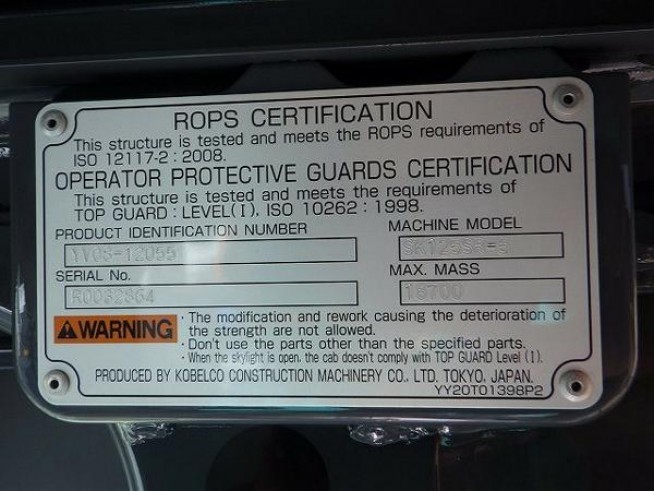 ROPS CERTIFICATION
This structure is tested and meets the ROPS requirements of
ISO 12117-2 : 2008.
OPERATOR PROTECTIVE GUARDS CERTIFICATION
This structure is tested and meets the requirements of
TOP GUARD : LEVEL(I), ISO 10262 : 1998.
PRODUCT IDENTIFICATION NUMBER MACHINE MODEL
YV08-12055
SERIAL No. MAX. MASS
R0032864 16700
WARNING
· The modification and rework causing the deterioration of
the strength are not allowed.
· Don't use the parts other than the specified parts.
· When the skylight is open, the cab doesn't comply with TOP GUARD Level (I).
PRODUCED BY KOBELCO CONSTRUCTION MACHINERY CO., LTD. TOKYO, JAPAN.
YY20T01398P2